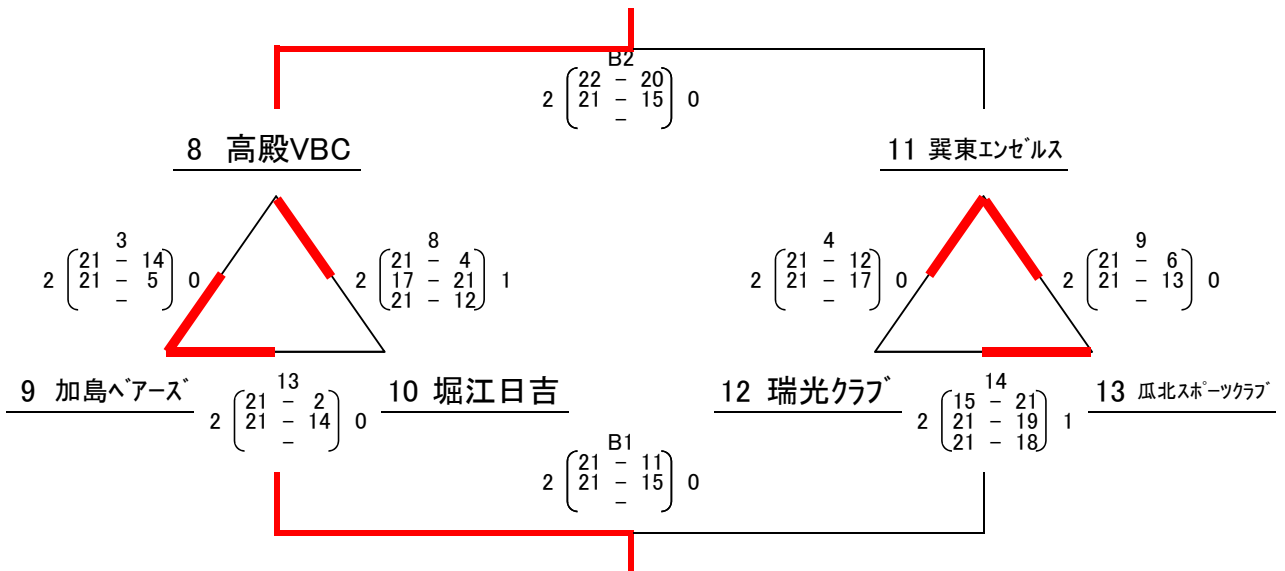 B2
22 - 20
2 21 - 15 0
-
8 高殿VBC
11 巽東エンゼルス
3
21 - 14
2 21 - 5 0
-
8
21 - 4
2 17 - 21 1
21 - 12
4
21 - 12
2 21 - 17 0
-
9
21 - 6
2 21 - 13 0
-
9 加島ベアーズ
13
21 - 2
2 21 - 14 0
-
10 堀江日吉
12 瑞光クラブ
14
15 - 21
2 21 - 19 1
21 - 18
13 瓜北スポーツクラブ
B1
21 - 11
2 21 - 15 0
-